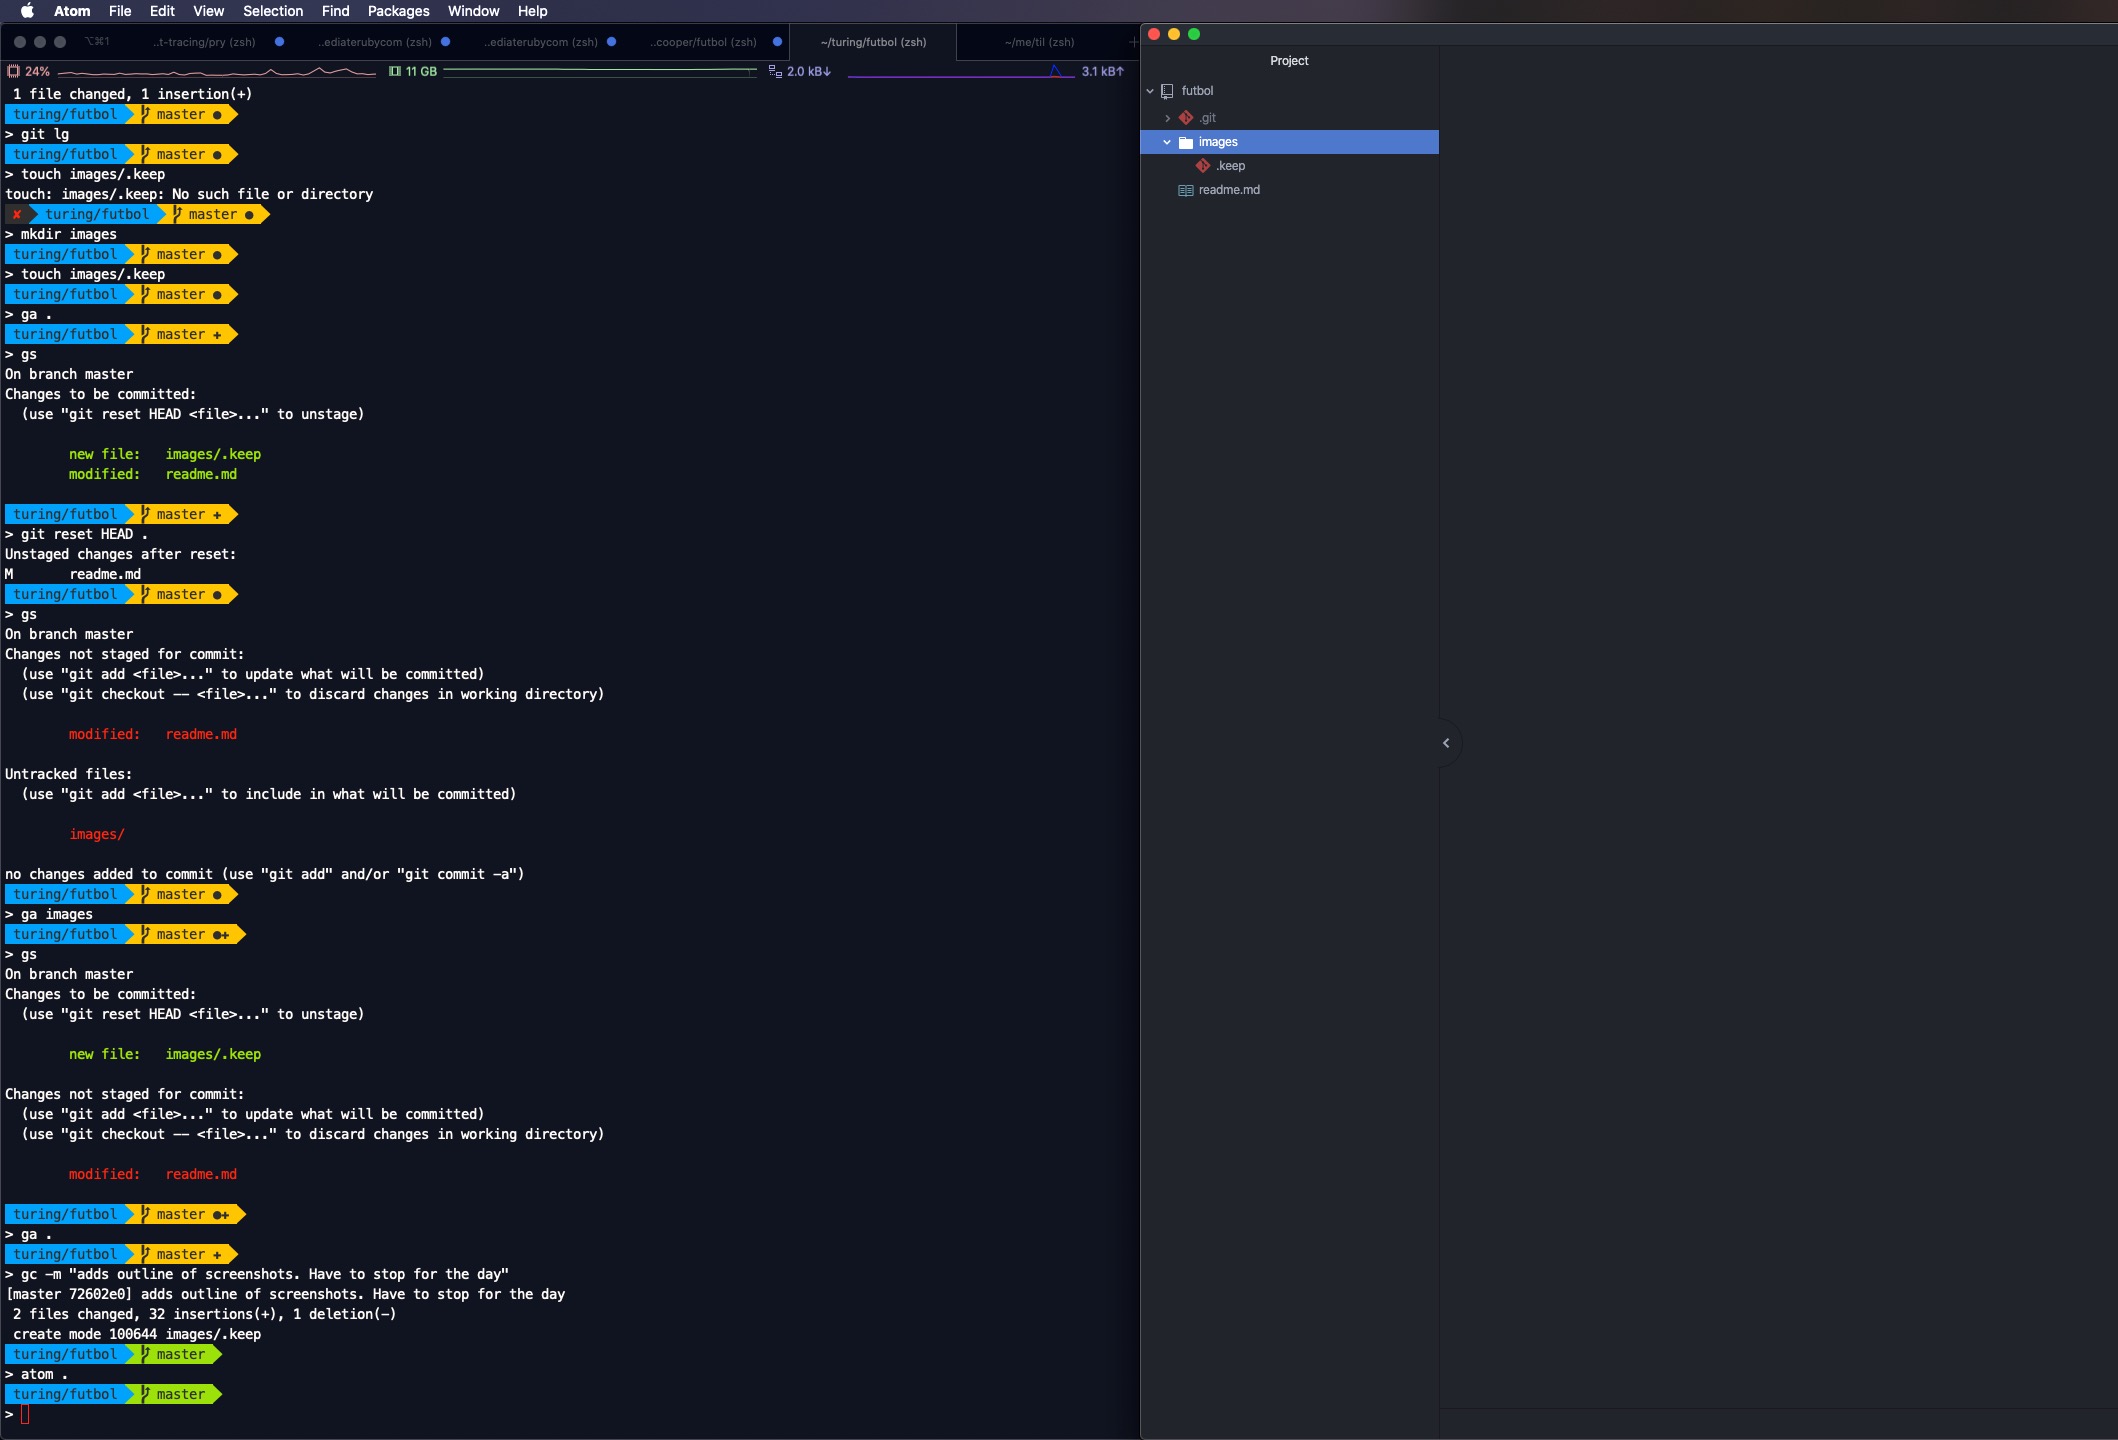 Atom File Edit View Selection Find Packages Window Help
⌥⌘1 ..t-tracing/pry (zsh) ..ediaterubycom (zsh) ..ediaterubycom (zsh) ..cooper/futbol (zsh) ~/turing/futbol (zsh) ~/me/til (zsh)
24% 11 GB 2.0 kB↓ 3.1 kB↑
1 file changed, 1 insertion(+)
turing/futbol master ●
> git lg
turing/futbol master ●
> touch images/.keep
touch: images/.keep: No such file or directory
✘ turing/futbol master ●
> mkdir images
turing/futbol master ●
> touch images/.keep
turing/futbol master ●
> ga .
turing/futbol master +
> gs
On branch master
Changes to be committed:
(use "git reset HEAD <file>..." to unstage)
new file: images/.keep
modified: readme.md
turing/futbol master +
> git reset HEAD .
Unstaged changes after reset:
M readme.md
turing/futbol master ●
> gs
On branch master
Changes not staged for commit:
(use "git add <file>..." to update what will be committed)
(use "git checkout -- <file>..." to discard changes in working directory)
modified: readme.md
Untracked files:
(use "git add <file>..." to include in what will be committed)
images/
no changes added to commit (use "git add" and/or "git commit -a")
turing/futbol master ●
> ga images
turing/futbol master ●+
> gs
On branch master
Changes to be committed:
(use "git reset HEAD <file>..." to unstage)
new file: images/.keep
Changes not staged for commit:
(use "git add <file>..." to update what will be committed)
(use "git checkout -- <file>..." to discard changes in working directory)
modified: readme.md
turing/futbol master ●+
> ga .
turing/futbol master +
> gc -m "adds outline of screenshots. Have to stop for the day"
[master 72602e0] adds outline of screenshots. Have to stop for the day
2 files changed, 32 insertions(+), 1 deletion(-)
create mode 100644 images/.keep
turing/futbol master
> atom .
turing/futbol master
>
Project
futbol
.git
images
.keep
readme.md